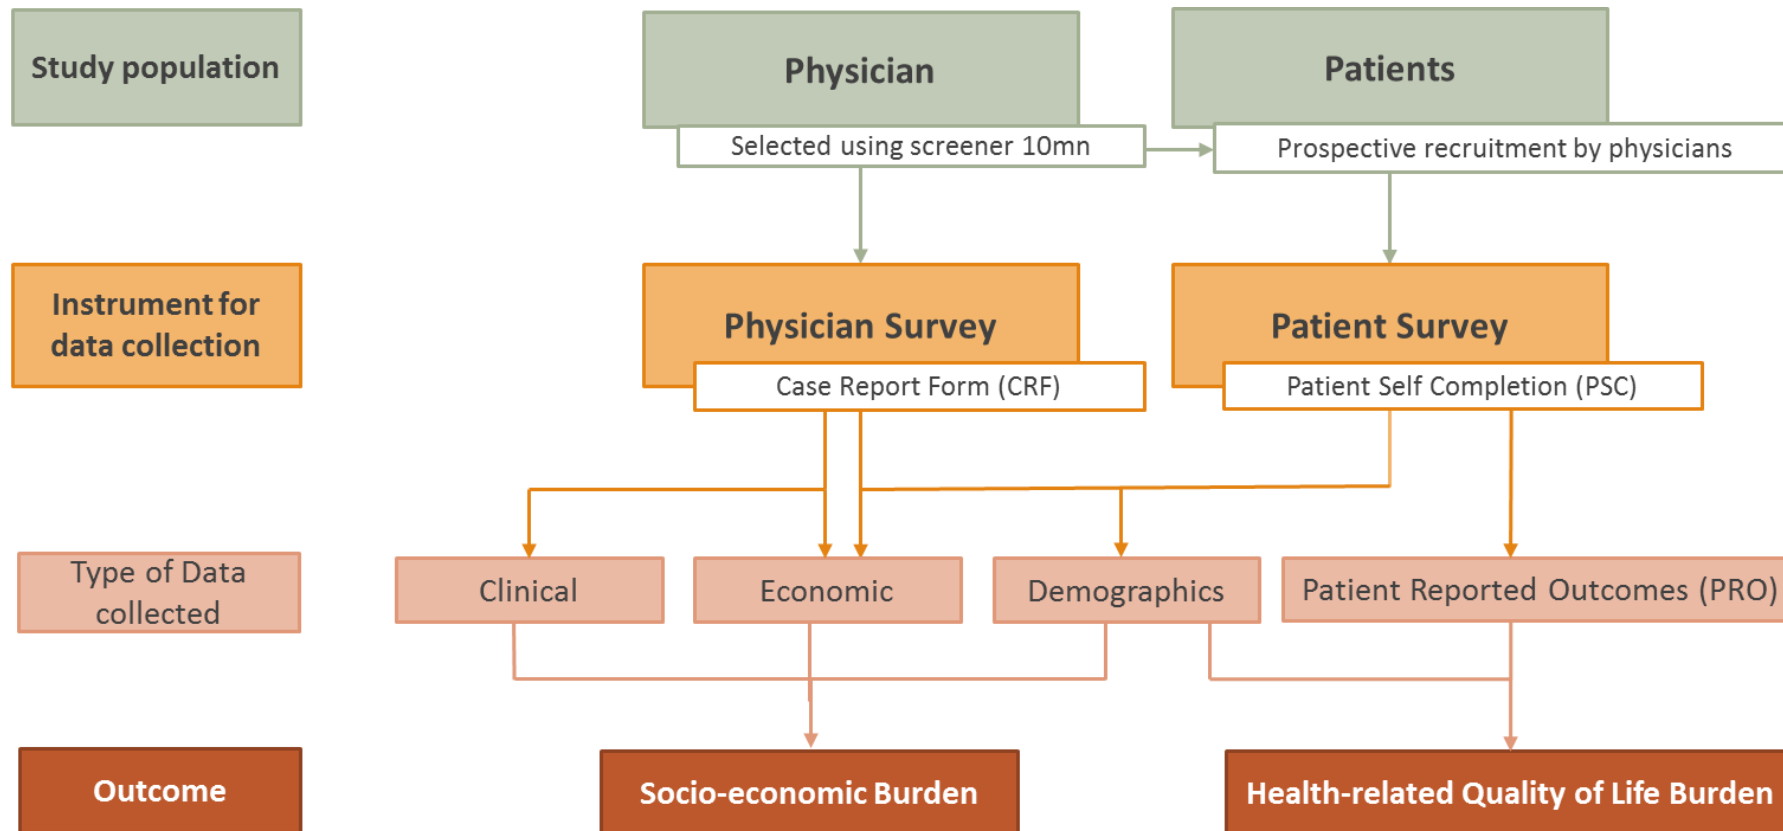 Study population
Physician
Patients
Selected using screener 10mn
Prospective recruitment by physicians
Instrument for
data collection
Physician Survey
Patient Survey
Case Report Form (CRF)
Patient Self Completion (PSC)
Type of Data
collected
Clinical
Economic
Demographics
Patient Reported Outcomes (PRO)
Outcome
Socio-economic Burden
Health-related Quality of Life Burden